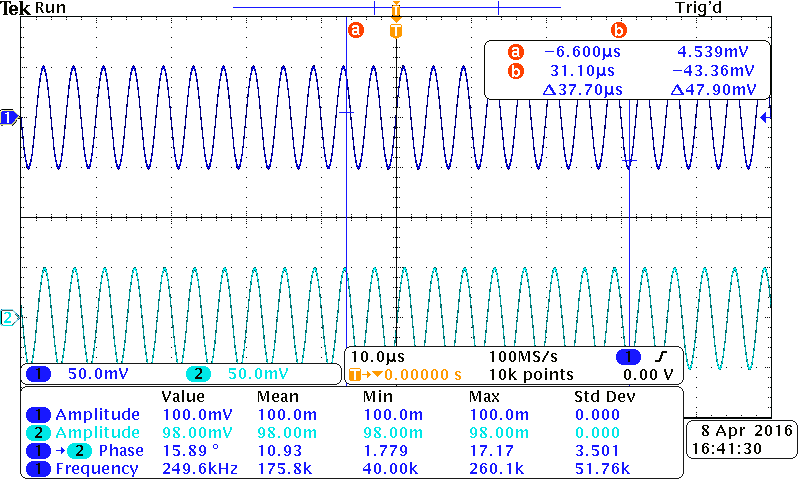 Tek Run Trig'd
T
a b
T
a −6.600µs 4.539mV
b 31.10µs −43.36mV
Δ37.70µs Δ47.90mV
1
2
1 50.0mV 2 50.0mV
10.0µs 100MS/s 1
T→▼0.00000 s 10k points 0.00 V
Value Mean Min Max Std Dev
1 Amplitude 100.0mV 100.0m 100.0m 100.0m 0.000
2 Amplitude 98.00mV 98.00m 98.00m 98.00m 0.000
1 → 2 Phase 15.89 ° 10.93 1.779 17.17 3.501
1 Frequency 249.6kHz 175.8k 40.00k 260.1k 51.76k
8 Apr 2016
16:41:30